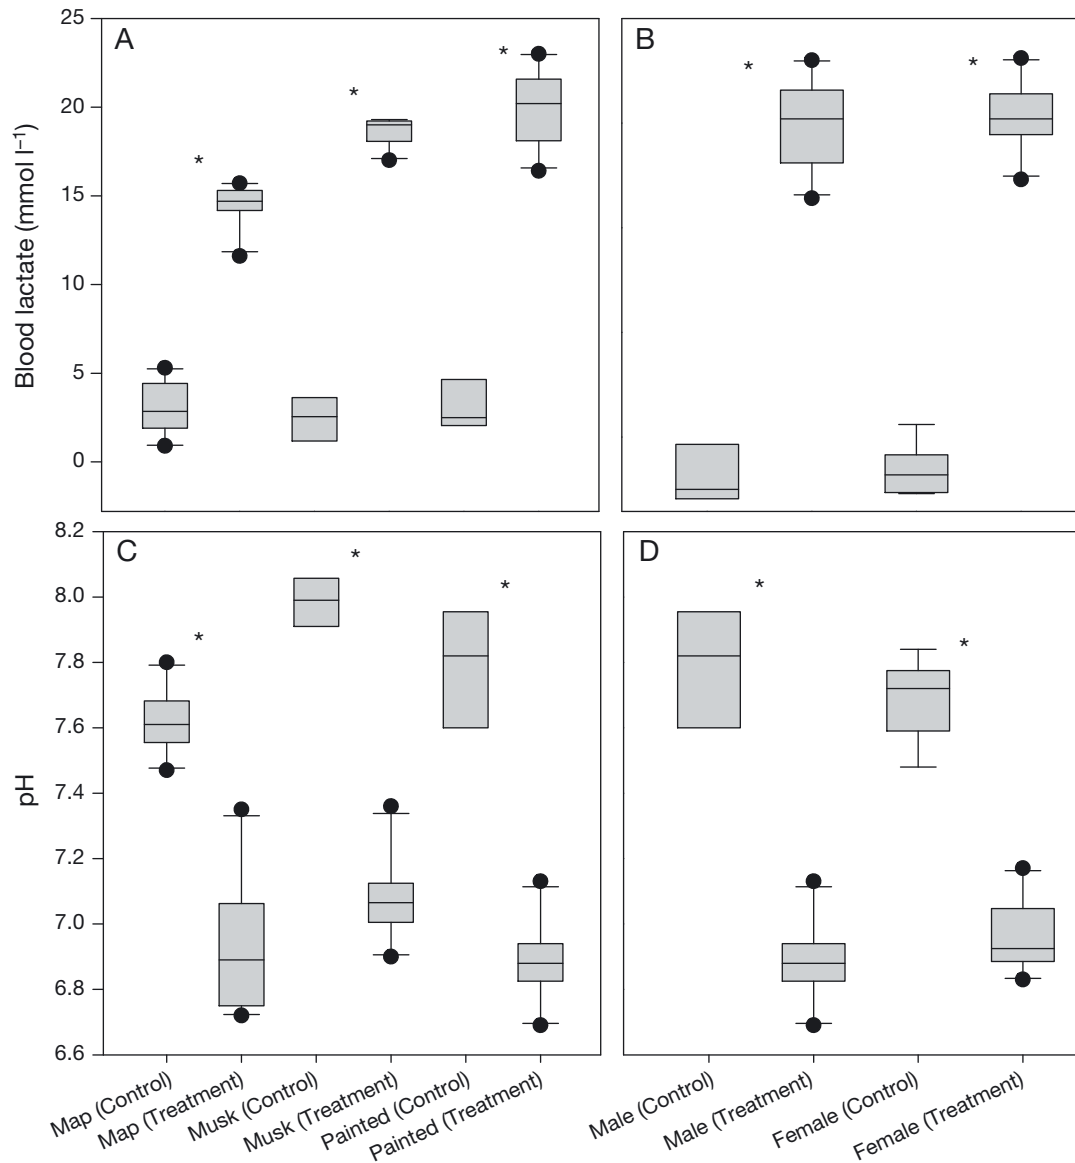 25
20
15
10
5
0
Blood lactate (mmol l⁻¹)
A
*
*
*
B
*
*
8.2
8.0
7.8
7.6
7.4
7.2
7.0
6.8
6.6
pH
C
*
*
*
D
*
*
Map (Control)
Map (Treatment)
Musk (Control)
Musk (Treatment)
Painted (Control)
Painted (Treatment)
Male (Control)
Male (Treatment)
Female (Control)
Female (Treatment)